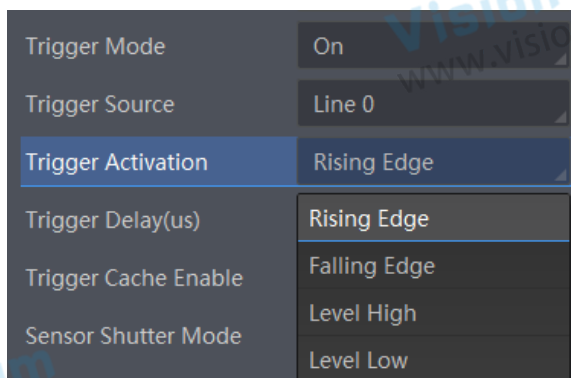 Trigger Mode On
Trigger Source Line 0
Trigger Activation Rising Edge
Trigger Delay(us) Rising Edge
Trigger Cache Enable Falling Edge
Level High
Sensor Shutter Mode
Level Low